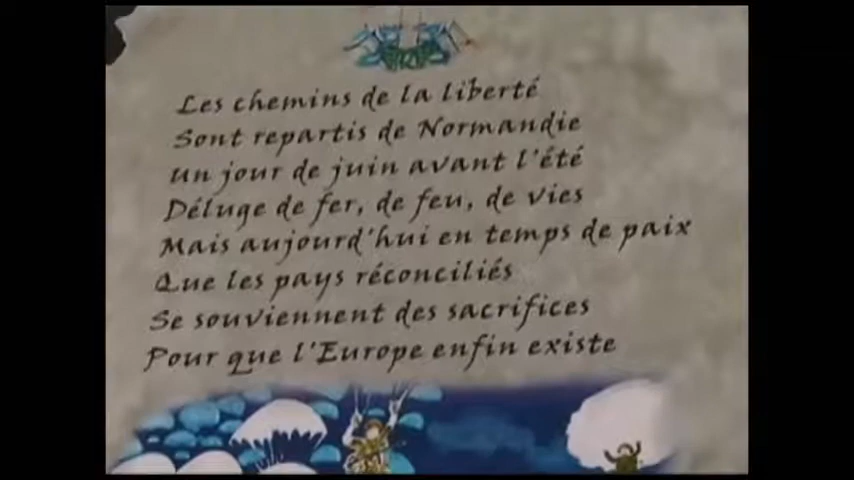 Les chemins de la liberté
Sont repartis de Normandie
Un jour de juin avant l'été
Déluge de fer, de feu, de vies
Mais aujourd'hui en temps de paix
Que les pays réconciliés
Se souviennent des sacrifices
Pour que l'Europe enfin existe